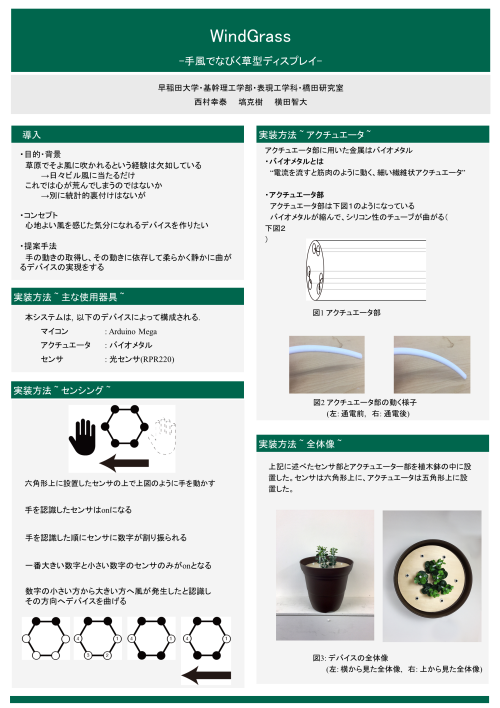 WindGrass
-手風でなびく草型ディスプレイ-
早稲田大学・基幹理工学部・表現工学科・橋田研究室
西村幸泰 塙克樹 横田智大
導入
・目的・背景
草原でそよ風に吹かれるという経験は欠如している
→日々ビル風に当たるだけ
これでは心が荒んでしまうのではないか
→別に統計的裏付けはないが
・コンセプト
心地よい風を感じた気分になれるデバイスを作りたい
・提案手法
手の動きの取得し、その動きに依存して柔らかく静かに曲が
るデバイスの実現をする
実装方法 ~ 主な使用器具 ~
本システムは, 以下のデバイスによって構成される.
マイコン : Arduino Mega
アクチュエータ : バイオメタル
センサ : 光センサ(RPR220)
実装方法 ~ センシング ~
六角形上に設置したセンサの上で上図のように手を動かす
手を認識したセンサはonになる
手を認識した順にセンサに数字が割り振られる
一番大きい数字と小さい数字のセンサのみがonとなる
数字の小さい方から大きい方へ風が発生したと認識し
その方向へデバイスを曲げる
実装方法 ~ アクチュエータ ~
アクチュエータ部に用いた金属はバイオメタル
・バイオメタルとは
“電流を流すと筋肉のように動く、細い繊維状アクチュエータ”
・アクチュエータ部
アクチュエータ部は下図1のようになっている
バイオメタルが縮んで、シリコン性のチューブが曲がる(
下図2
)
図1 アクチュエータ部
図2 アクチュエータ部の動く様子
(左: 通電前, 右: 通電後)
実装方法 ~ 全体像 ~
上記に述べたセンサ部とアクチュエーター部を植木鉢の中に設
置した。センサは六角形上に、アクチュエータは五角形上に設
置した。
図3: デバイスの全体像
(左: 横から見た全体像, 右: 上から見た全体像)